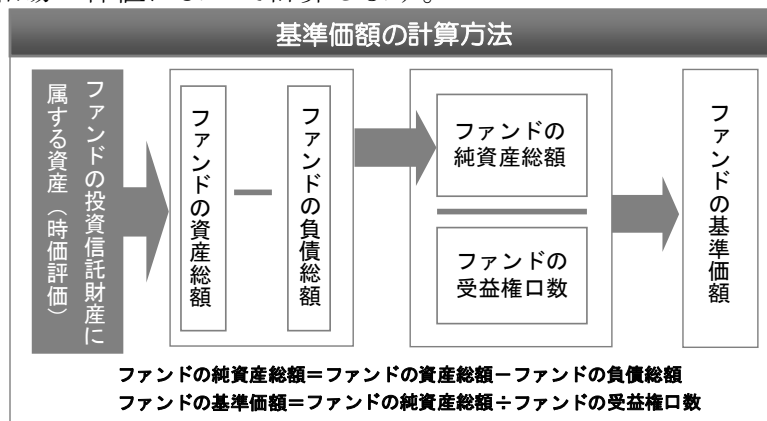 基準価額の計算方法
ファンドの投資信託財産に
属する資産（時価評価）
ファンドの資産総額
ファンドの負債総額
ファンドの
純資産総額
ファンドの
受益権口数
ファンドの基準価額
ファンドの純資産総額＝ファンドの資産総額－ファンドの負債総額
ファンドの基準価額＝ファンドの純資産総額÷ファンドの受益権口数